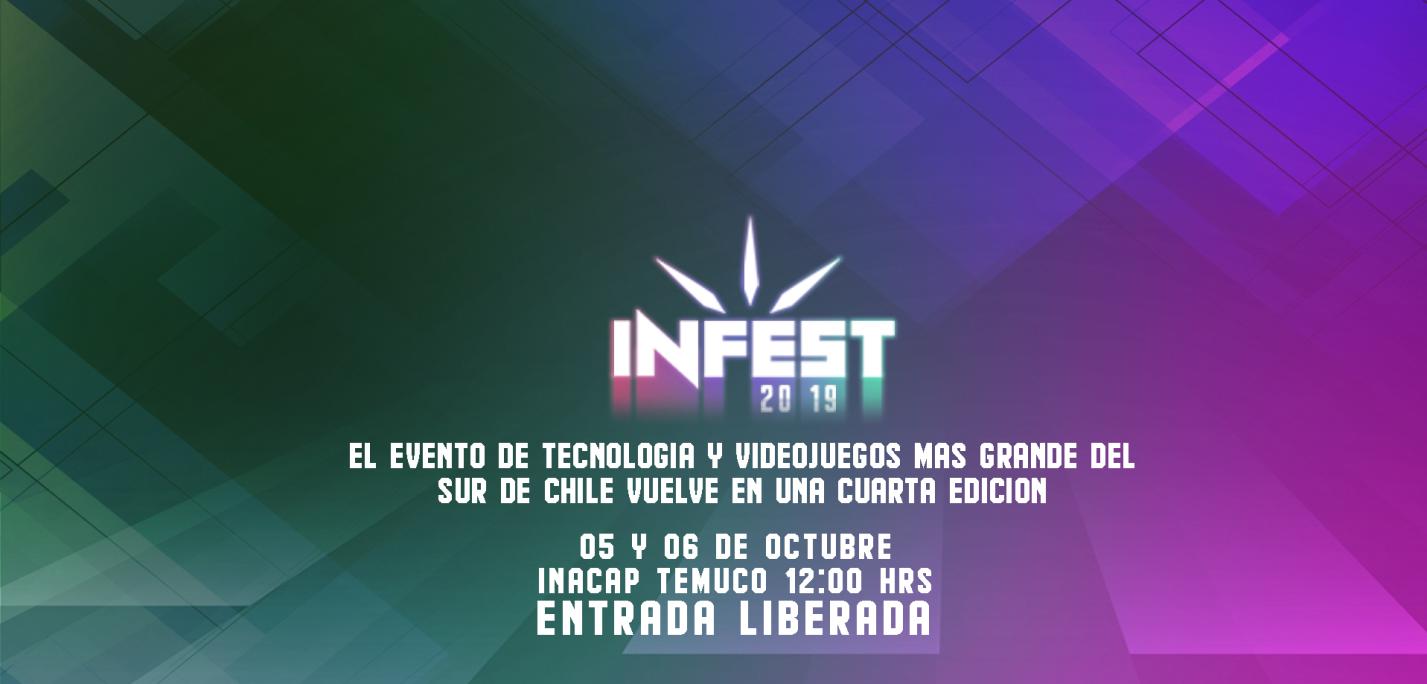 INFEST
2019
EL EVENTO DE TECNOLOGIA Y VIDEOJUEGOS MAS GRANDE DEL
SUR DE CHILE VUELVE EN UNA CUARTA EDICION
05 Y 06 DE OCTUBRE
INACAP TEMUCO 12:00 HRS
ENTRADA LIBERADA